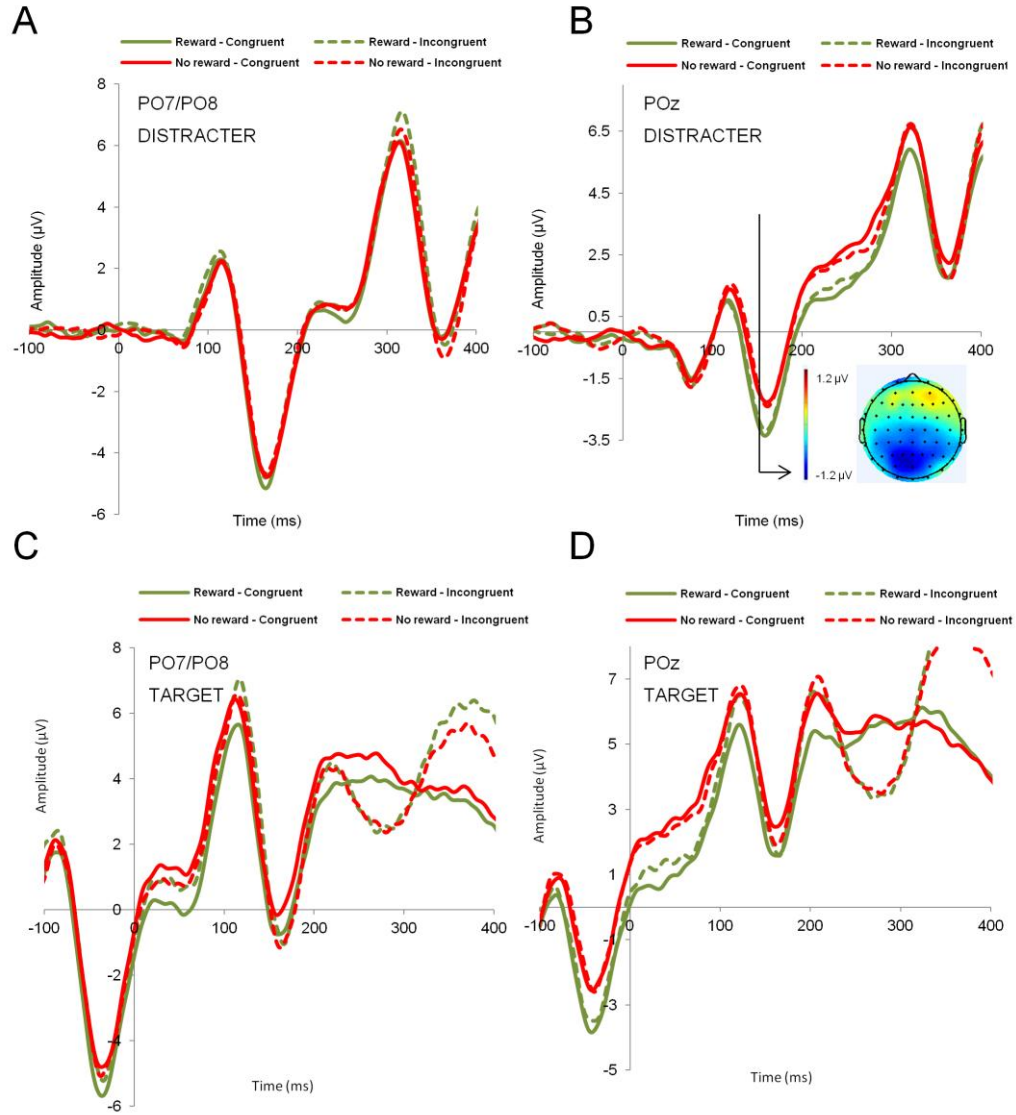 A
Reward - Congruent Reward - Incongruent
No reward - Congruent No reward - Incongruent
8
PO7/PO8
DISTRACTER
6
4
2
0
-100 0 100 200 300 400
-2
-4
-6
Amplitude (µV)
Time (ms)
B
Reward - Congruent Reward - Incongruent
No reward - Congruent No reward - Incongruent
POz
DISTRACTER
6.5
4.5
2.5
0.5
-100 0 100 200 300 400
-1.5
-3.5
Amplitude (µV)
1.2 µV
-1.2 µV
Time (ms)
C
Reward - Congruent Reward - Incongruent
No reward - Congruent No reward - Incongruent
8
PO7/PO8
TARGET
6
4
2
0
-100 0 100 200 300 400
-2
-4
-6
Amplitude (µV)
Time (ms)
D
Reward - Congruent Reward - Incongruent
No reward - Congruent No reward - Incongruent
POz
TARGET
7
5
3
1
-100 0 100 200 300 400
-1
-3
-5
Amplitude (µV)
Time (ms)